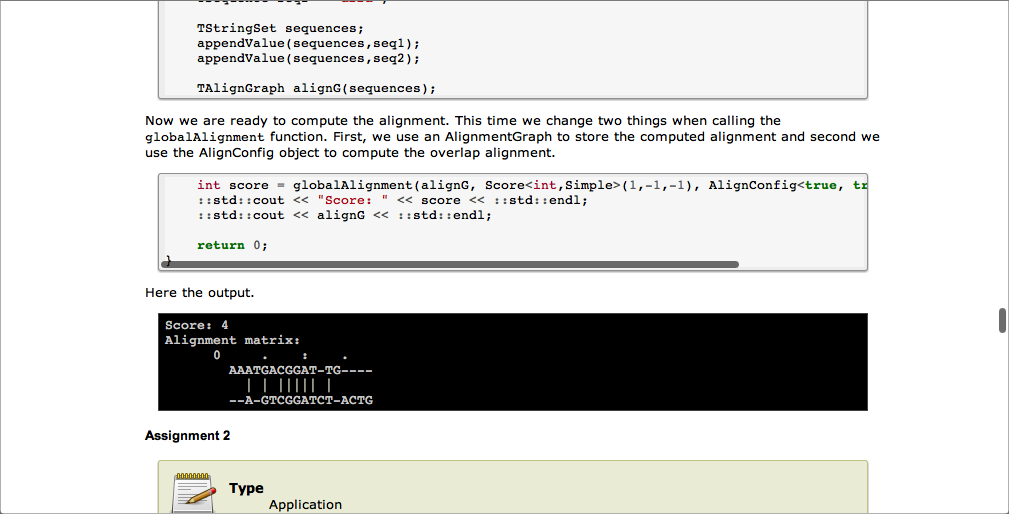 TStringSet sequences;
appendValue(sequences,seq1);
appendValue(sequences,seq2);
TAlignGraph alignG(sequences);
Now we are ready to compute the alignment. This time we change two things when calling the
globalAlignment function. First, we use an AlignmentGraph to store the computed alignment and second we
use the AlignConfig object to compute the overlap alignment.
int score = globalAlignment(alignG, Score<int,Simple>(1,-1,-1), AlignConfig<true, tr
::std::cout << "Score: " << score << ::std::endl;
::std::cout << alignG << ::std::endl;
return 0;
}
Here the output.
Score: 4
Alignment matrix:
0 . : .
AAATGACGGAT-TG----
| | ||||| |
--A-GTCGGATCT-ACTG
Assignment 2
Type
Application